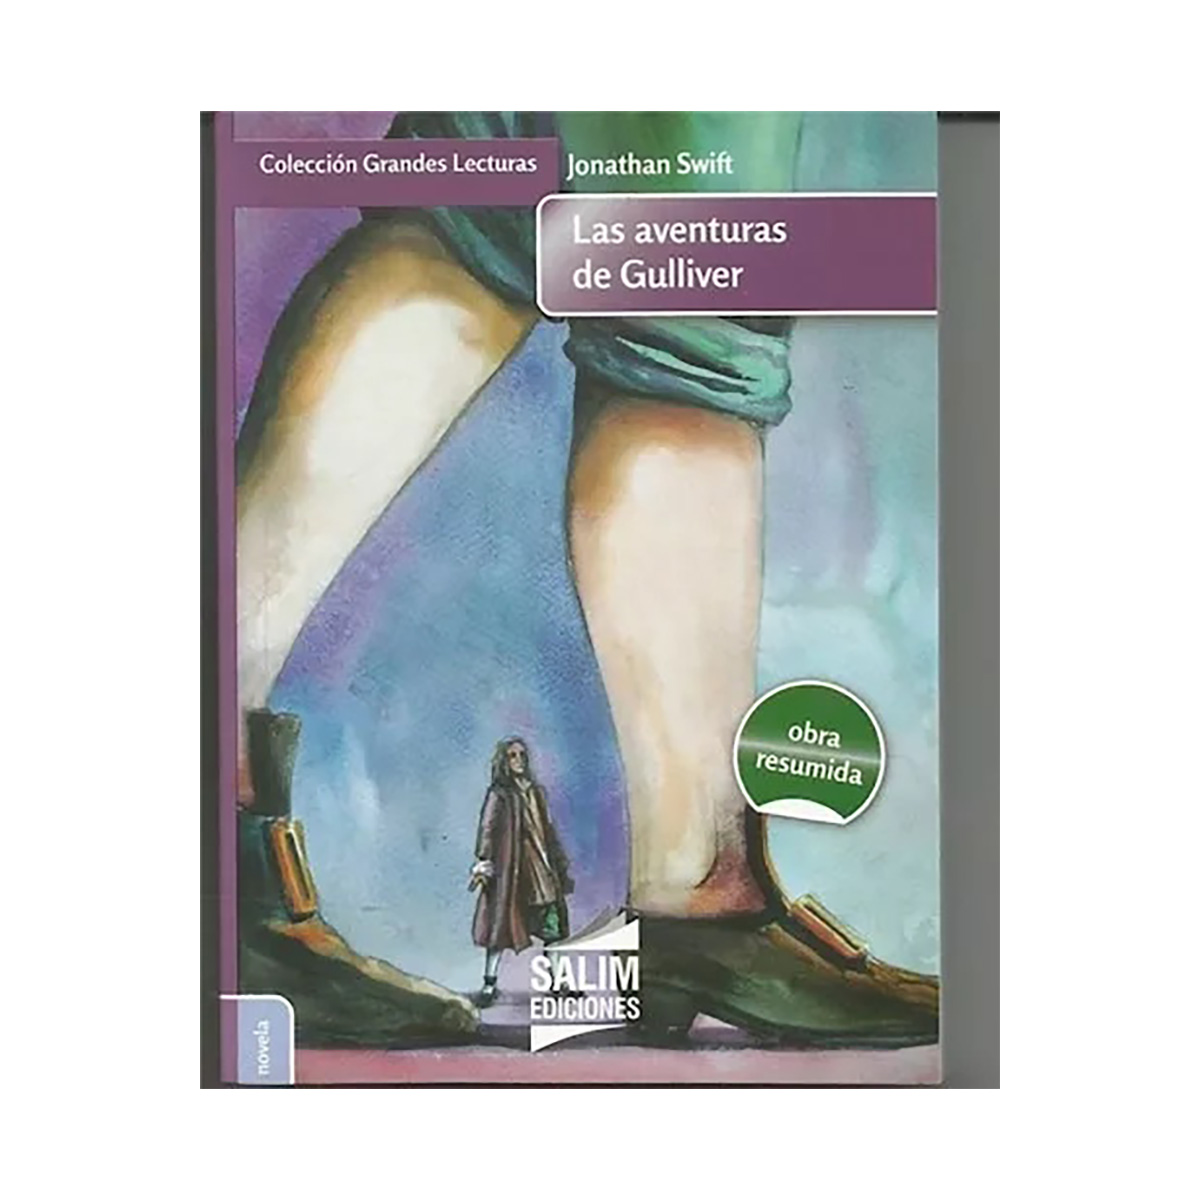 Colección Grandes Lecturas
Jonathan Swift
Las aventuras
de Gulliver
obra
resumida
SALIM
EDICIONES
novela